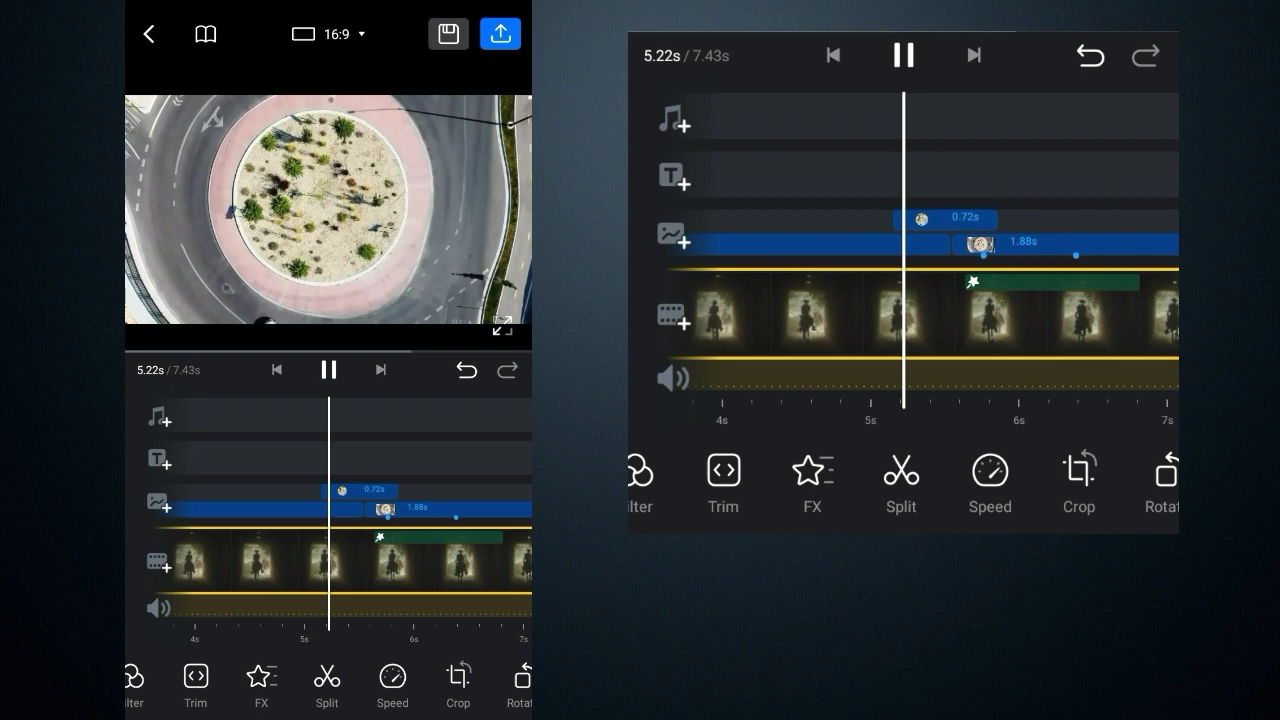 16:9
5.22s / 7.43s
T
0.72s
1.88s
4s 5s 6s 7s
ilter Trim FX Split Speed Crop Rotat
5.22s / 7.43s
T
0.72s
1.88s
4s 5s 6s 7s
ilter Trim FX Split Speed Crop Rotat